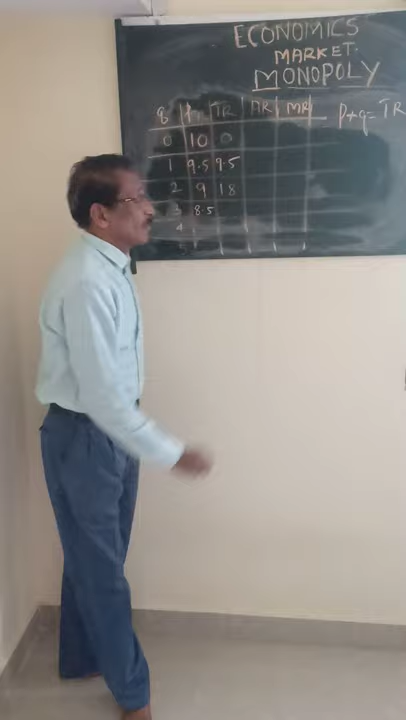 ECONOMICS
MARKET.
MONOPOLY
q P TR AR MR
P+q= TR
0 10 0
1 9.5 9.5
2 9 18
3 8.5
4